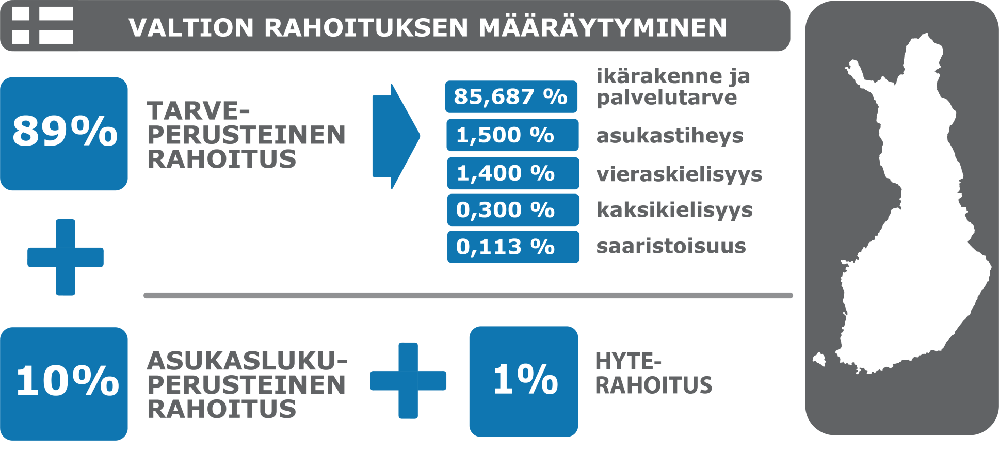 VALTION RAHOITUKSEN MÄÄRÄYTYMINEN
89%
TARVE-
PERUSTEINEN
RAHOITUS
85,687 %
ikärakenne ja
palvelutarve
1,500 %
asukastiheys
1,400 %
vieraskielisyys
0,300 %
kaksikielisyys
0,113 %
saaristoisuus
10%
ASUKASLUKU-
PERUSTEINEN
RAHOITUS
1%
HYTE-
RAHOITUS